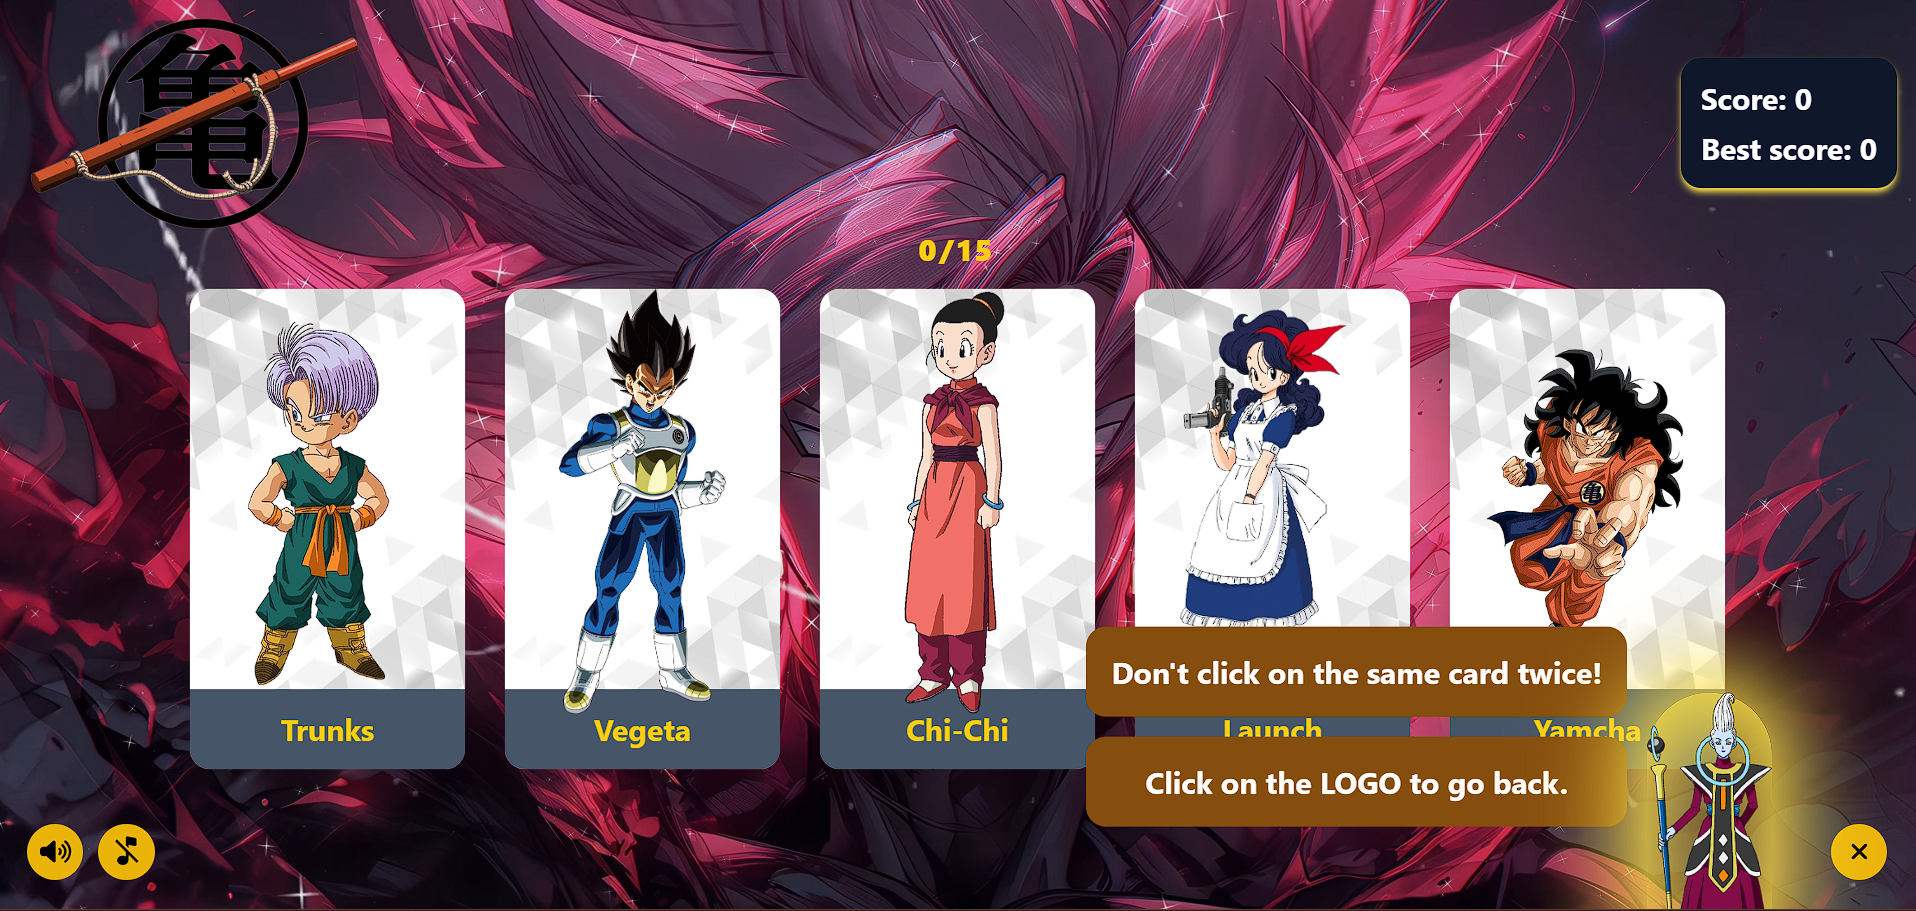 亀
Score: 0
Best score: 0
0/15
亀
Trunks
Vegeta
Chi-Chi
Launch
Yamcha
Don't click on the same card twice!
Click on the LOGO to go back.